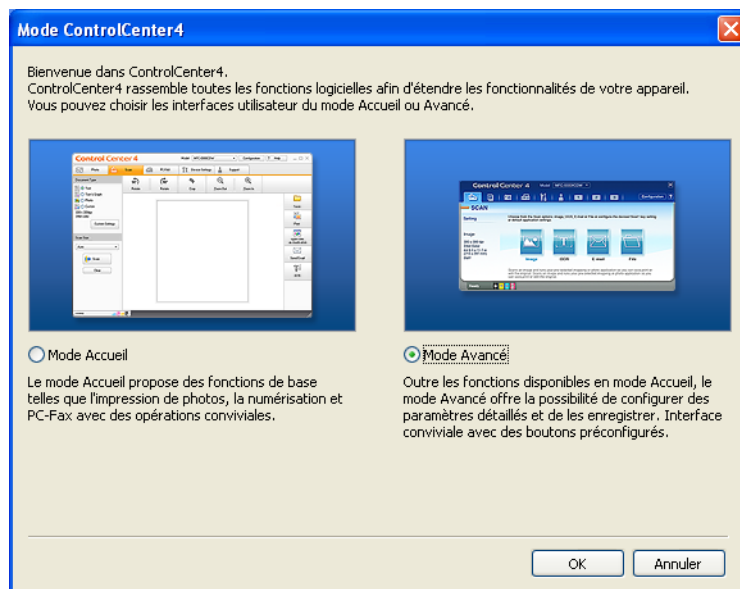 Mode ControlCenter4
Bienvenue dans ControlCenter4.
ControlCenter4 rassemble toutes les fonctions logicielles afin d'étendre les fonctionnalités de votre appareil.
Vous pouvez choisir les interfaces utilisateur du mode Accueil ou Avancé.
Control Center 4
Control Center 4
SCAN
Image
OCR
E-mail
File
Mode Accueil
Le mode Accueil propose des fonctions de base
telles que l'impression de photos, la numérisation et
PC-Fax avec des opérations conviviales.
Mode Avancé
Outre les fonctions disponibles en mode Accueil, le
mode Avancé offre la possibilité de configurer des
paramètres détaillés et de les enregistrer. Interface
conviviale avec des boutons préconfigurés.
OK
Annuler